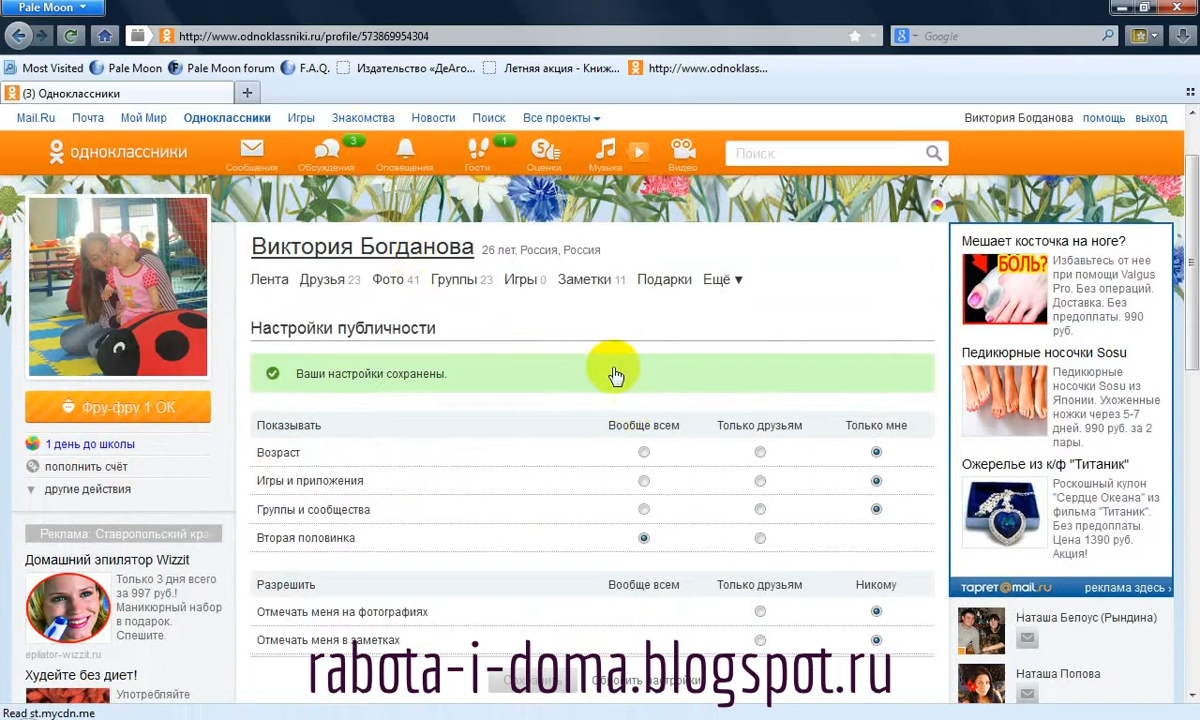 Pale Moon
http://www.odnoklassniki.ru/profile/573869954304
Google
Most Visited
Pale Moon
Pale Moon forum
F.A.Q.
Издательство «ДеАго...
Летняя акция - Книж...
http://www.odnoklass...
(3) Одноклассники
Mail.Ru
Почта
Мой Мир
Одноклассники
Игры
Знакомства
Новости
Поиск
Все проекты
Виктория Богданова
помощь
выход
одноклассники
Сообщения
3
Обсуждения
Оповещения
1
Гости
5
Оценки
Музыка
Видео
Поиск
Виктория Богданова 26 лет, Россия, Россия
Лента Друзья 23 Фото 41 Группы 23 Игры 0 Заметки 11 Подарки Ещё ▼
Настройки публичности
Ваши настройки сохранены.
Показывать Вообще всем Только друзьям Только мне
Возраст
Игры и приложения
Группы и сообщества
Вторая половинка
Разрешить Вообще всем Только друзьям Никому
Отмечать меня на фотографиях
Отмечать меня в заметках
Фру-фру 1 ОК
1 день до школы
пополнить счёт
другие действия
Реклама: Ставропольский кра
Домашний эпилятор Wizzit
Только 3 дня всего
за 997 руб.!
Маникюрный набор
в подарок.
Спешите.
epilator-wizzit.ru
Худейте без диет!
Употребляйте
Мешает косточка на ноге?
БОЛЬ?
Избавьтесь от нее
при помощи Valgus
Pro. Без операций.
Доставка. Без
предоплаты. 990
руб.
Педикюрные носочки Sosu
Педикюрные
носочки Sosu из
Японии. Ухоженные
ножки через 5-7
дней. 990 руб. за 2
пары.
Ожерелье из к/ф "Титаник"
Роскошный кулон
"Сердце Океана" из
фильма "Титаник".
Без предоплаты.
Цена 1390 руб.
Акция!
таргет@mail.ru
реклама здесь ›
Наташа Белоус (Рындина)
Наташа Попова
rabota-i-doma.blogspot.ru
Read st.mycdn.me